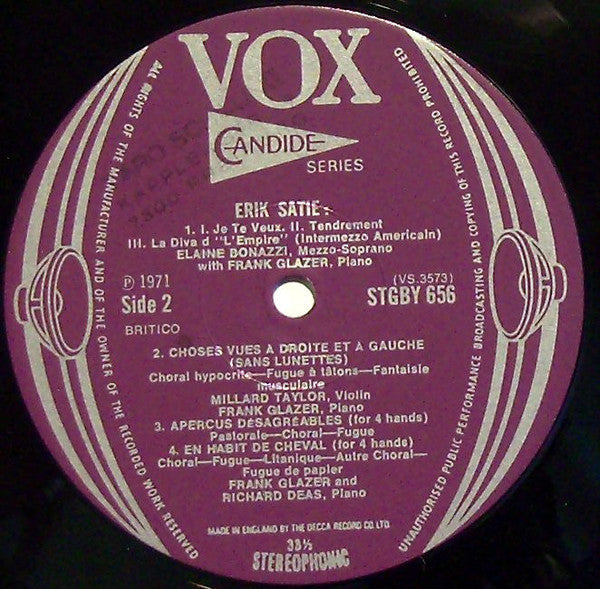 VOX
CANDIDE
SERIES
ERIK SATIE:
1. I. Je Te Veux. II. Tendrement
III. La Diva d "L'Empire" (Intermezzo Americain)
ELAINE BONAZZI, Mezzo-Soprano
with FRANK GLAZER, Piano
℗ 1971
(VS.3573)
Side 2
STGBY 656
BRITICO
2. CHOSES VUES A DROITE ET À GAUCHE
(SANS LUNETTES)
Choral hypocrite—Fugue à tâtons—Fantaisie
musculaire
MILLARD TAYLOR, Violin
FRANK GLAZER, Piano
3. APERCUS DÉSAGRÉABLES (for 4 hands)
Pastorale—Choral—Fugue
4. EN HABIT DE CHEVAL (for 4 hands)
Choral—Fugue—Litanique—Autre Choral—
Fugue de papier
FRANK GLAZER and
RICHARD DEAS, Piano
MADE IN ENGLAND BY THE DECCA RECORD CO. LTD.
33⅓
STEREOPHONIC
ALL RIGHTS OF THE MANUFACTURER AND OF THE OWNER OF THE RECORDED WORK RESERVED
UNAUTHORISED PUBLIC PERFORMANCE BROADCASTING AND COPYING OF THIS RECORD PROHIBITED